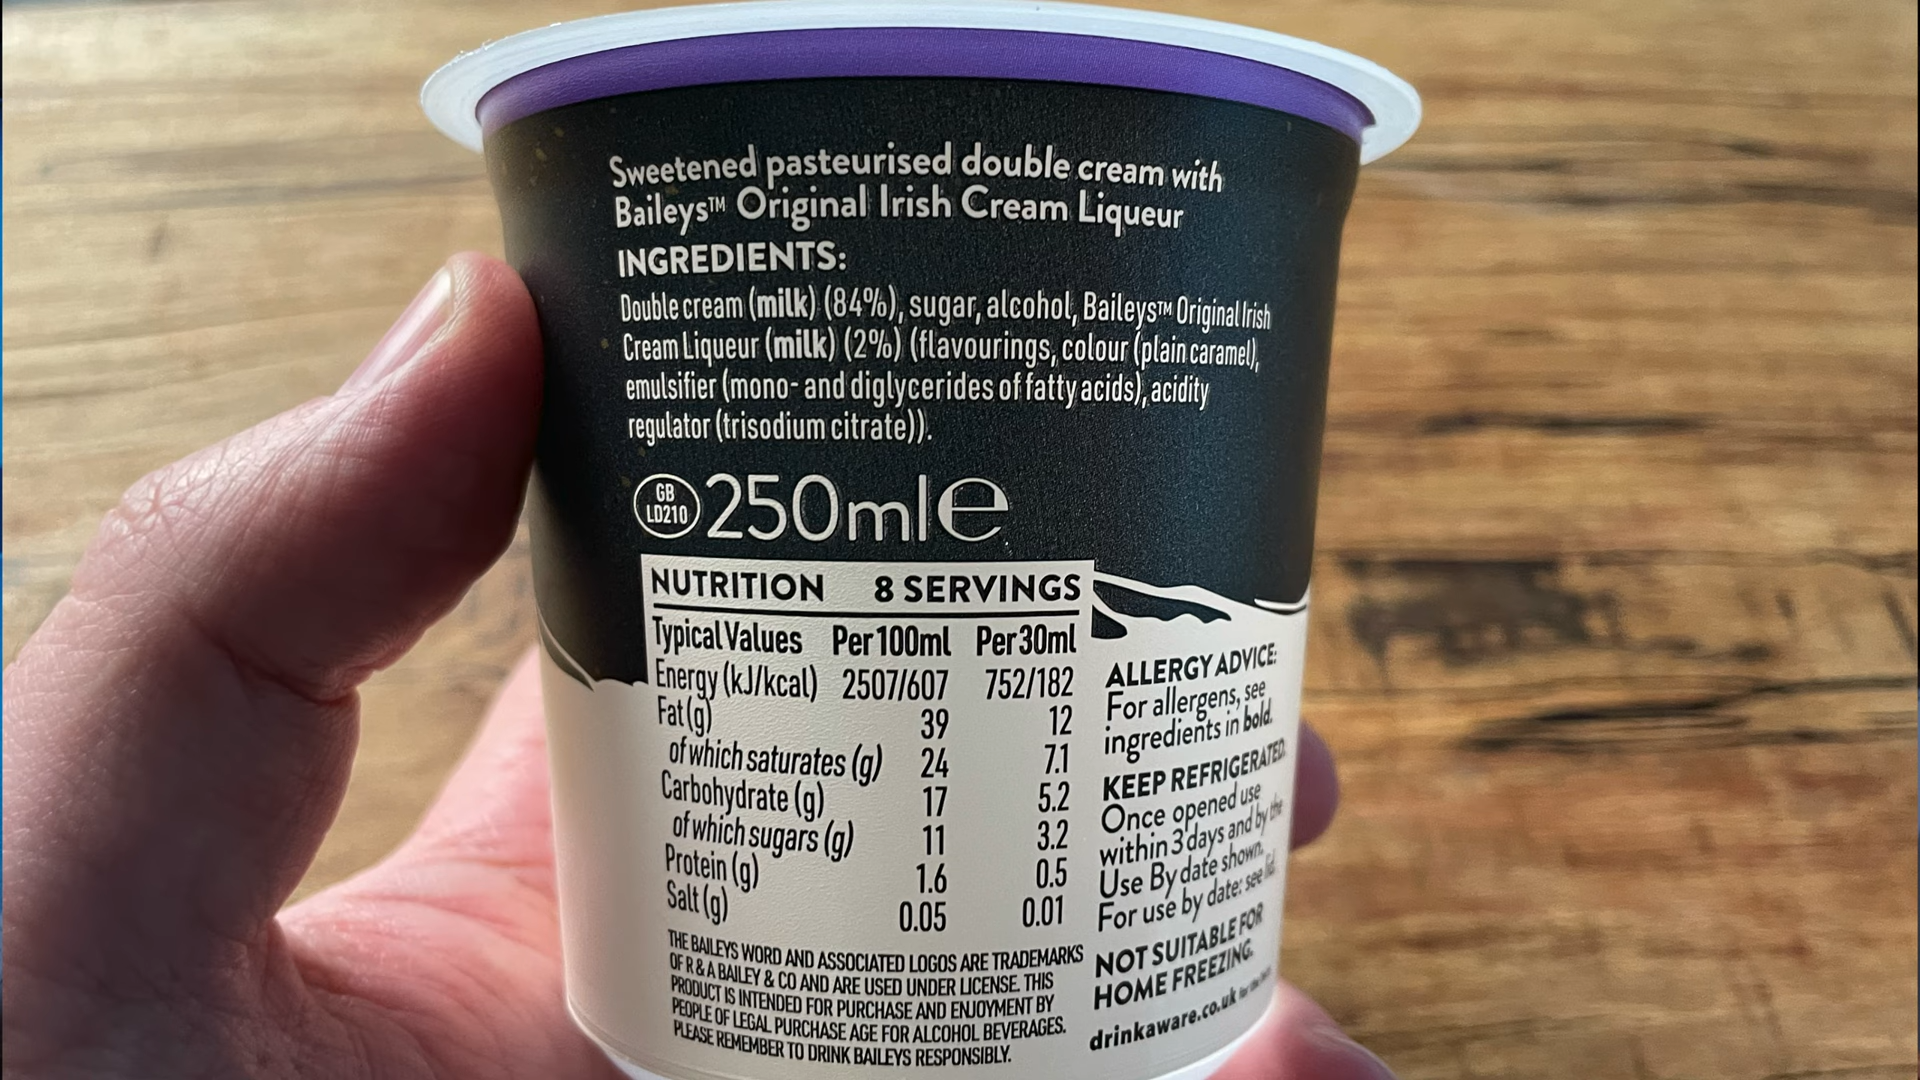 Sweetened pasteurised double cream with
Baileys™ Original Irish Cream Liqueur
INGREDIENTS:
Double cream (milk) (84%), sugar, alcohol, Baileys™ Original Irish
Cream Liqueur (milk) (2%) (flavourings, colour (plain caramel),
emulsifier (mono- and diglycerides of fatty acids), acidity
regulator (trisodium citrate)).
GB
LD210
250ml℮
NUTRITION 8 SERVINGS
Typical Values Per 100ml Per 30ml
Energy (kJ/kcal) 2507/607 752/182
Fat (g) 39 12
of which saturates (g) 24 7.1
Carbohydrate (g) 17 5.2
of which sugars (g) 11 3.2
Protein (g) 1.6 0.5
Salt (g) 0.05 0.01
THE BAILEYS WORD AND ASSOCIATED LOGOS ARE TRADEMARKS
OF R & A BAILEY & CO AND ARE USED UNDER LICENSE. THIS
PRODUCT IS INTENDED FOR PURCHASE AND ENJOYMENT BY
PEOPLE OF LEGAL PURCHASE AGE FOR ALCOHOL BEVERAGES.
PLEASE REMEMBER TO DRINK BAILEYS RESPONSIBLY.
ALLERGY ADVICE:
For allergens, see
ingredients in bold.
KEEP REFRIGERATED.
Once opened use
within 3 days and by the
Use By date shown.
For use by date: see lid.
NOT SUITABLE FOR
HOME FREEZING.
drinkaware.co.uk